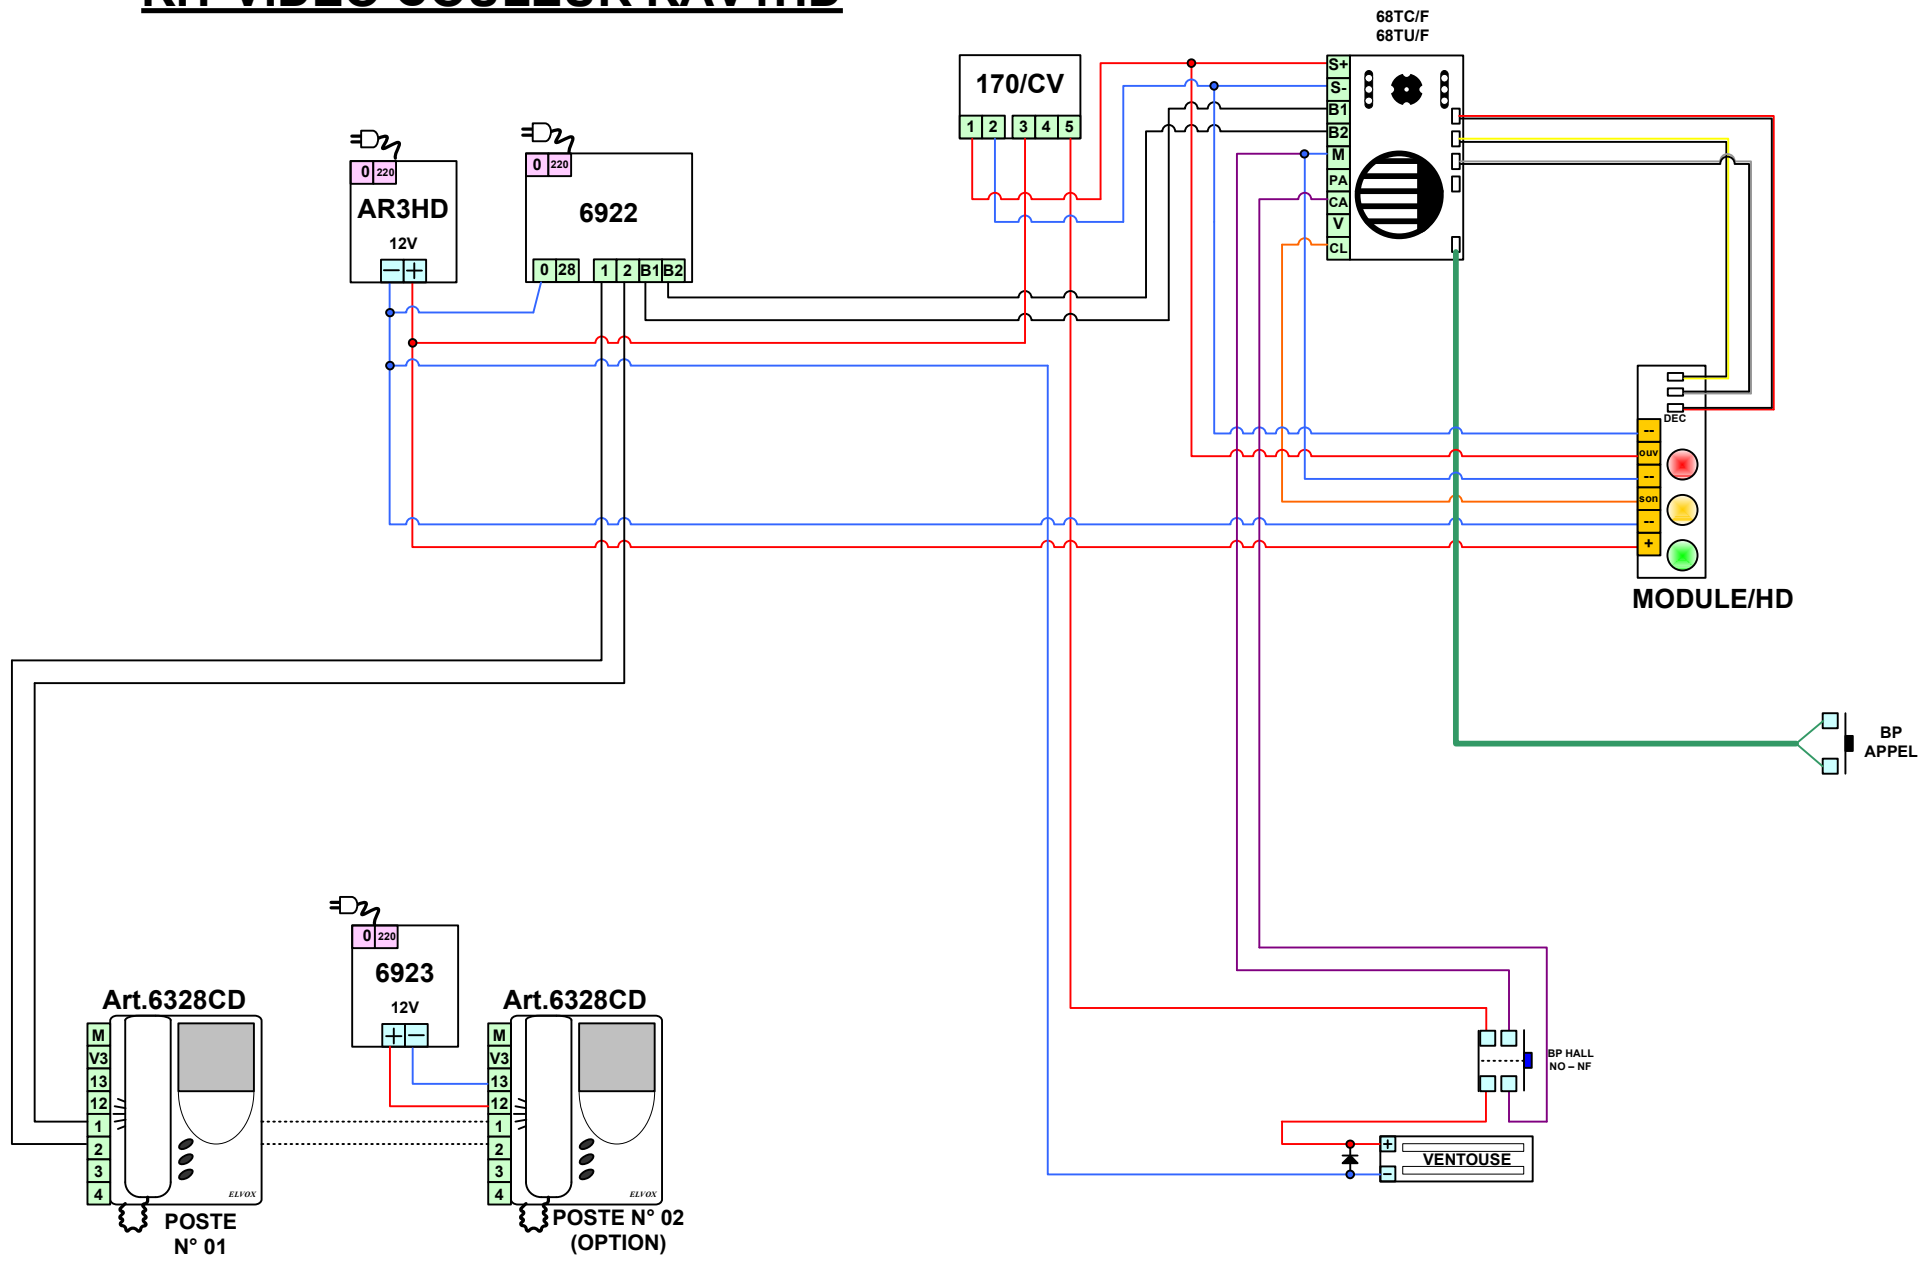 KIT VIDEO COULEUR
68TC/F
68TU/F
170/CV
1 2 3 4 5
S+
S-
B1
B2
M
PA
CA
V
CL
0 220
AR3HD
12V
− +
0 220
6922
0 28 1 2 B1 B2
DEC
--
ouv
--
son
--
+
MODULE/HD
BP
APPEL
0 220
6923
12V
+ −
Art.6328CD
M
V3
13
12
1
2
3
4
ELVOX
POSTE
N° 01
Art.6328CD
M
V3
13
12
1
2
3
4
ELVOX
POSTE N° 02
(OPTION)
BP HALL
NO – NF
+
−
VENTOUSE